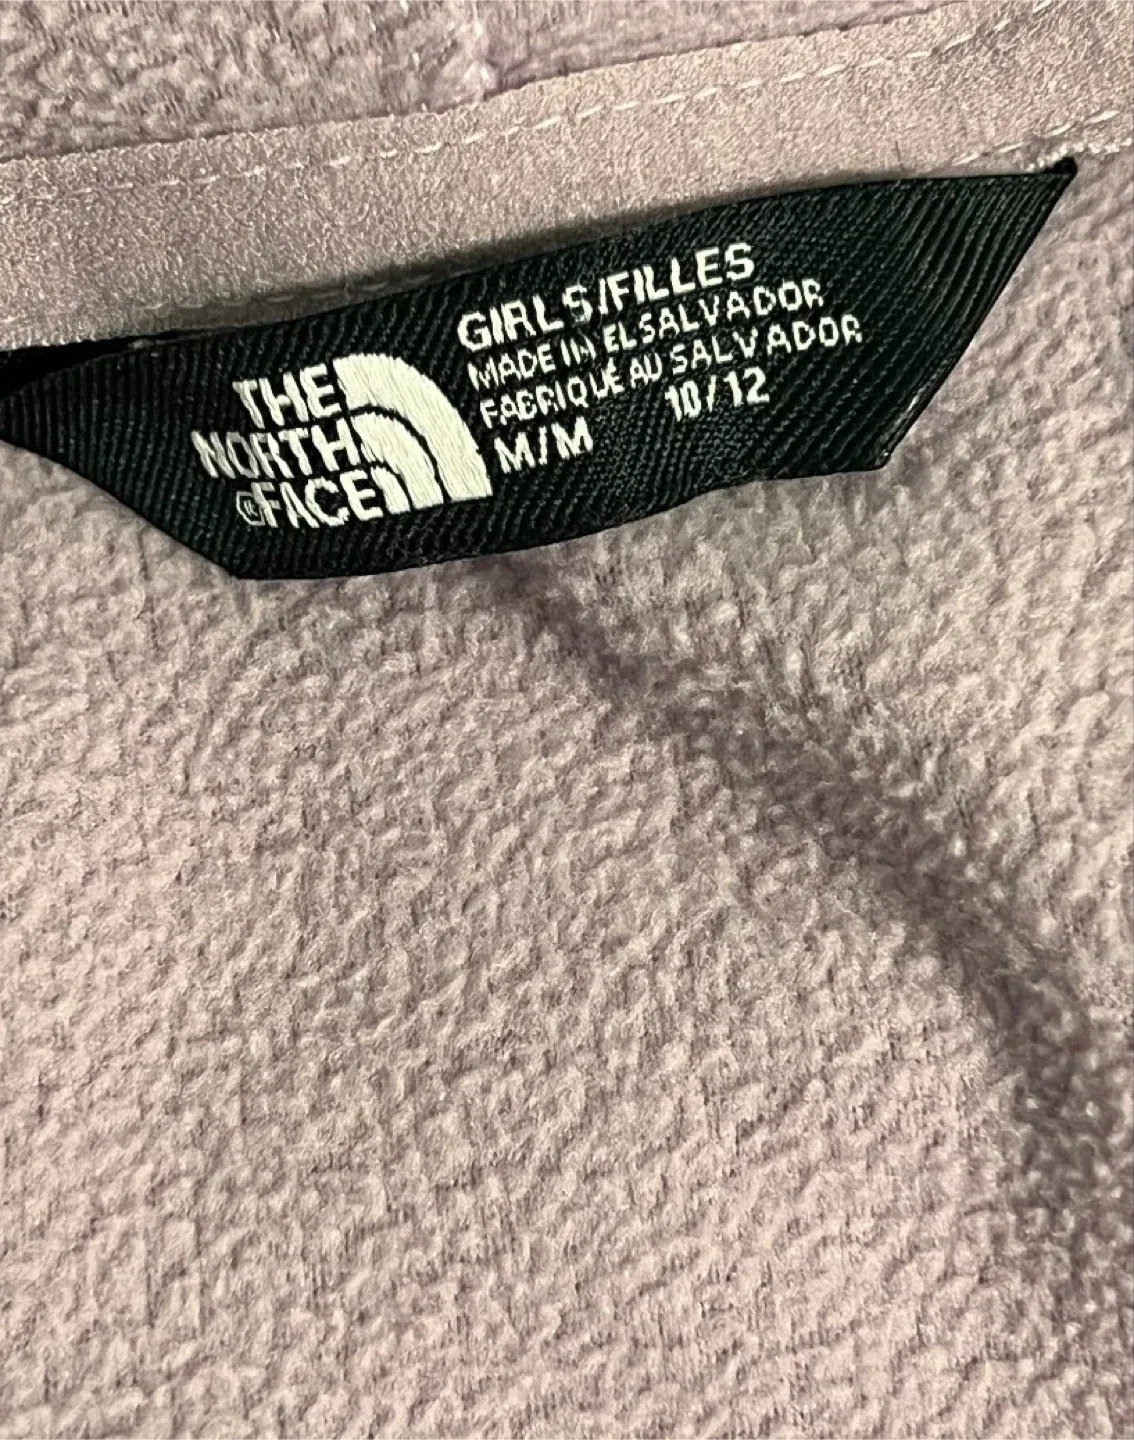 THE
NORTH
®FACE
GIRLS/FILLES
MADE IN EL SALVADOR
FABRIQUÉ AU SALVADOR
M/M 10/12